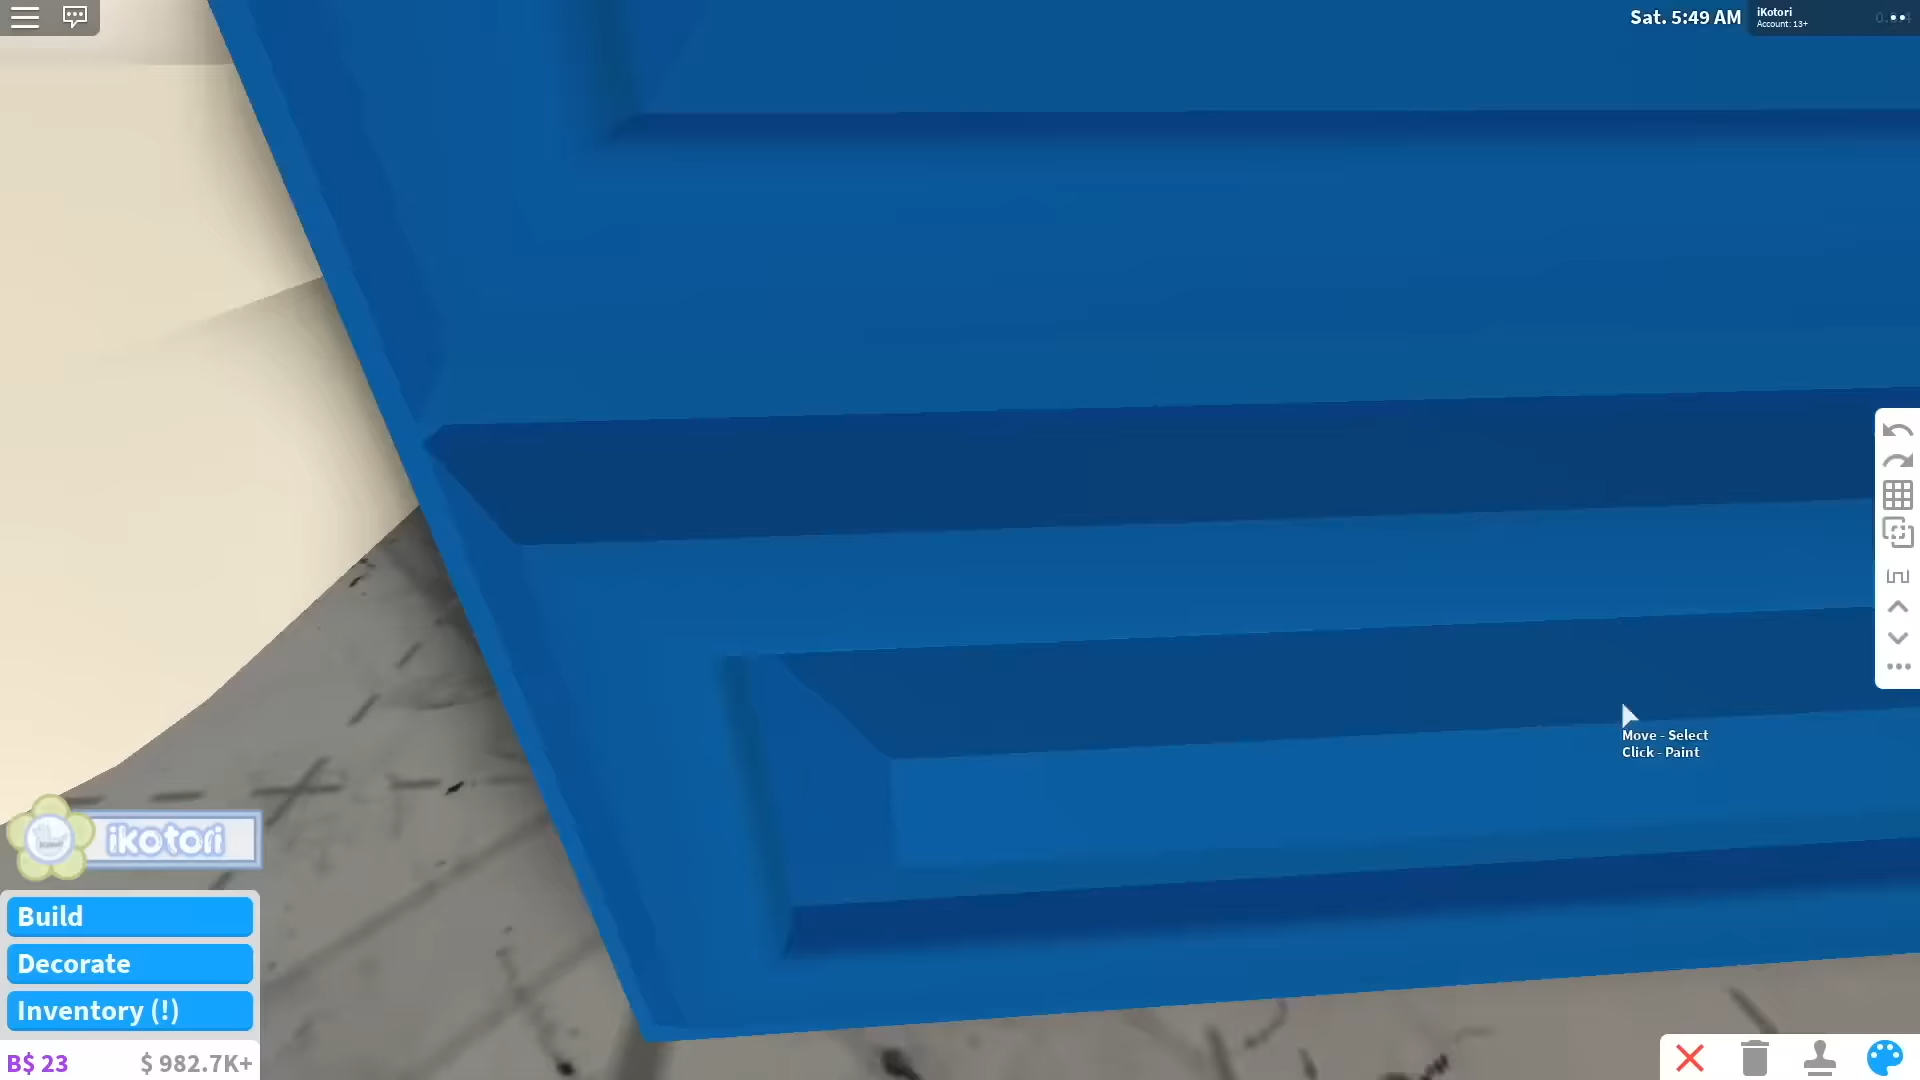 Sat. 5:49 AM
iKotori
Account: 13+
Move - Select
Click - Paint
ikotori
Build
Decorate
Inventory (!)
B$ 23
$ 982.7K+